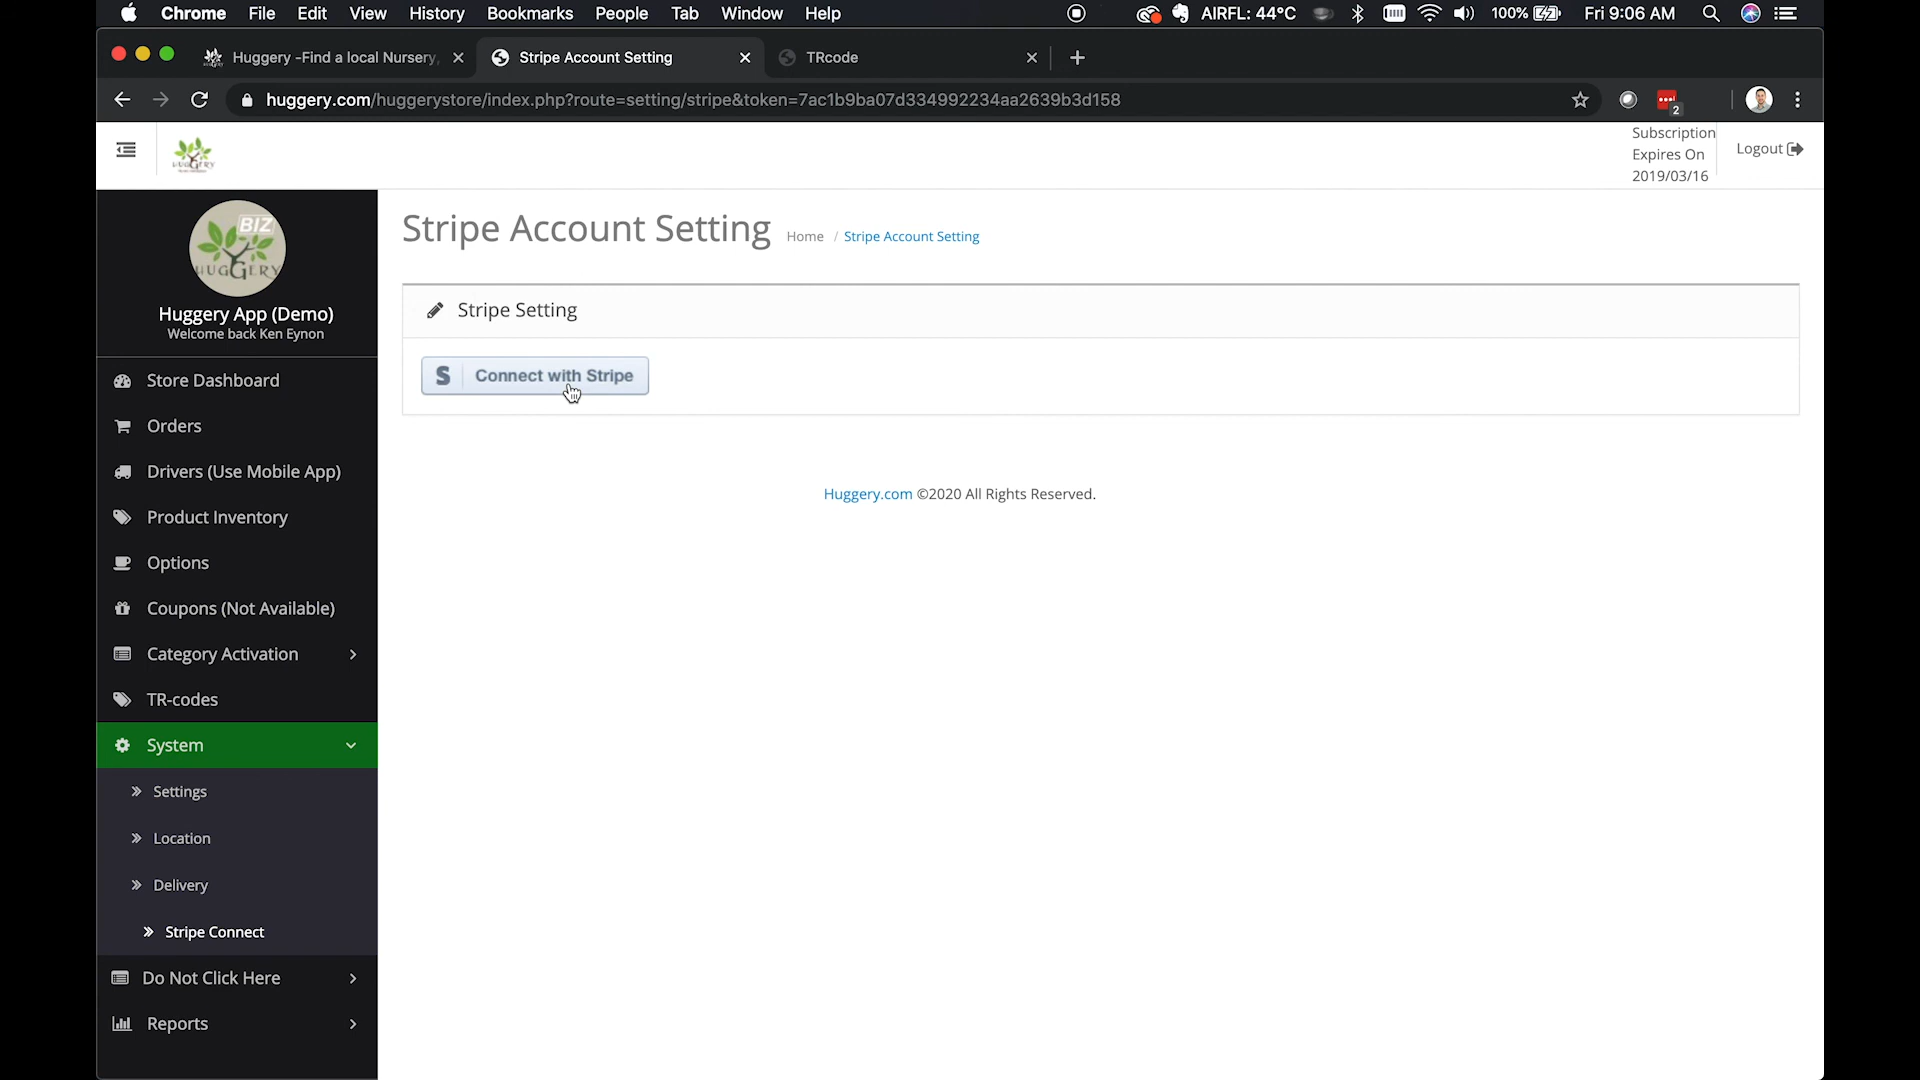 Chrome File Edit View History Bookmarks People Tab Window Help AIRFL: 44°C 100% Fri 9:06 AM
Huggery -Find a local Nursery, Stripe Account Setting TRcode
huggery.com/huggerystore/index.php?route=setting/stripe&token=7ac1b9ba07d334992234aa2639b3d158 2
HUGGERY
Subscription
Expires On
2019/03/16
Logout
BIZ
HUGGERY
Huggery App (Demo)
Welcome back Ken Eynon
Store Dashboard
Orders
Drivers (Use Mobile App)
Product Inventory
Options
Coupons (Not Available)
Category Activation
TR-codes
System
Settings
Location
Delivery
Stripe Connect
Do Not Click Here
Reports
Stripe Account Setting Home / Stripe Account Setting
Stripe Setting
S Connect with Stripe
Huggery.com ©2020 All Rights Reserved.